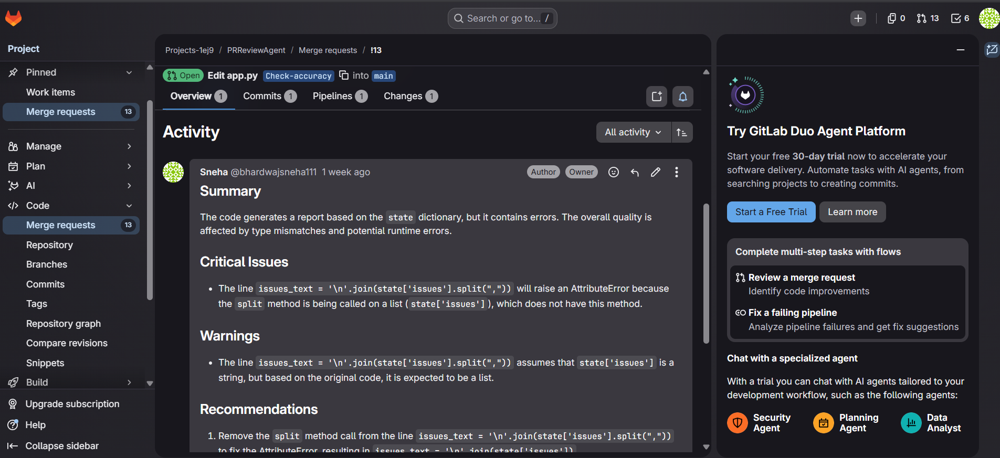 Search or go to... /
0
13
6
Project
Pinned
Work items
Merge requests 13
Manage
Plan
AI
Code
Merge requests 13
Repository
Branches
Commits
Tags
Repository graph
Compare revisions
Snippets
Build
Upgrade subscription
Help
Collapse sidebar
Projects-1ej9 / PRReviewAgent / Merge requests / !13
Open Edit app.py Check-accuracy into main
Overview 1 Commits 1 Pipelines 1 Changes 1
Activity
All activity
Sneha @bhardwajsneha111 1 week ago Author Owner
Summary
The code generates a report based on the state dictionary, but it contains errors. The overall quality is
affected by type mismatches and potential runtime errors.
Critical Issues
• The line issues_text = '\n'.join(state['issues'].split(",")) will raise an AttributeError because
the split method is being called on a list (state['issues']), which does not have this method.
Warnings
• The line issues_text = '\n'.join(state['issues'].split(",")) assumes that state['issues'] is a
string, but based on the original code, it is expected to be a list.
Recommendations
1. Remove the split method call from the line issues_text = '\n'.join(state['issues'].split(","))
to fix the AttributeError, resulting in issues_text = '\n'.join(state['issues'])
Try GitLab Duo Agent Platform
Start your free 30-day trial now to accelerate your
software delivery. Automate tasks with AI agents, from
searching projects to creating commits.
Start a Free Trial
Learn more
Complete multi-step tasks with flows
Review a merge request
Identify code improvements
Fix a failing pipeline
Analyze pipeline failures and get fix suggestions
Chat with a specialized agent
With a trial you can chat with AI agents tailored to your
development workflow, such as the following agents:
Security
Agent
Planning
Agent
Data
Analyst